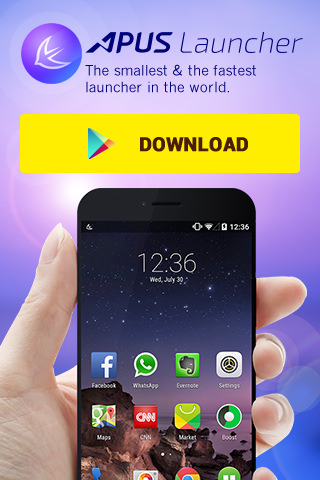 APUS Launcher
The smallest & the fastest
launcher in the world.
DOWNLOAD
12:36
12:36
Wed, July 30
Facebook WhatsApp Evernote Settings
Maps CNN Market Boost